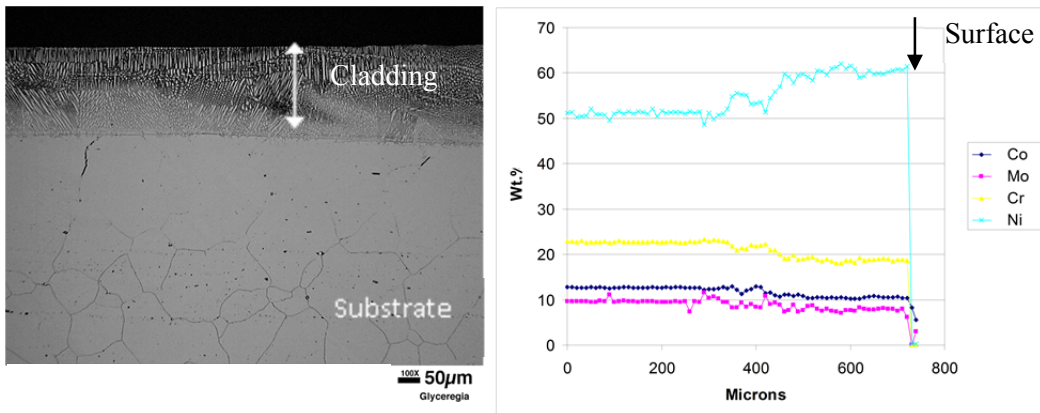 Cladding
Substrate
100X 50µm
Glyceregia
Surface
Wt.%
70
60
50
40
30
20
10
0
0 200 400 600 800
Microns
Co
Mo
Cr
Ni